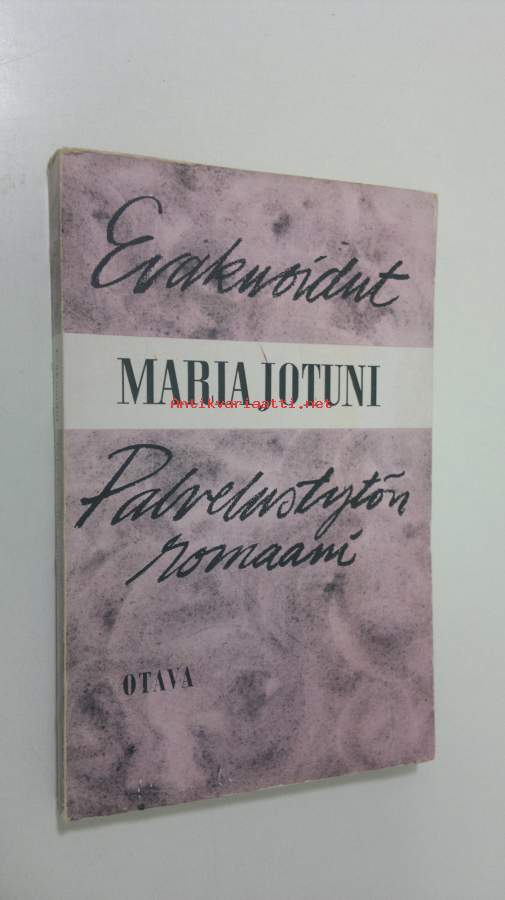 Evakuoidut
MARIA JOTUNI
Antikvariaatti.net
Palvelustytön
romaani
OTAVA